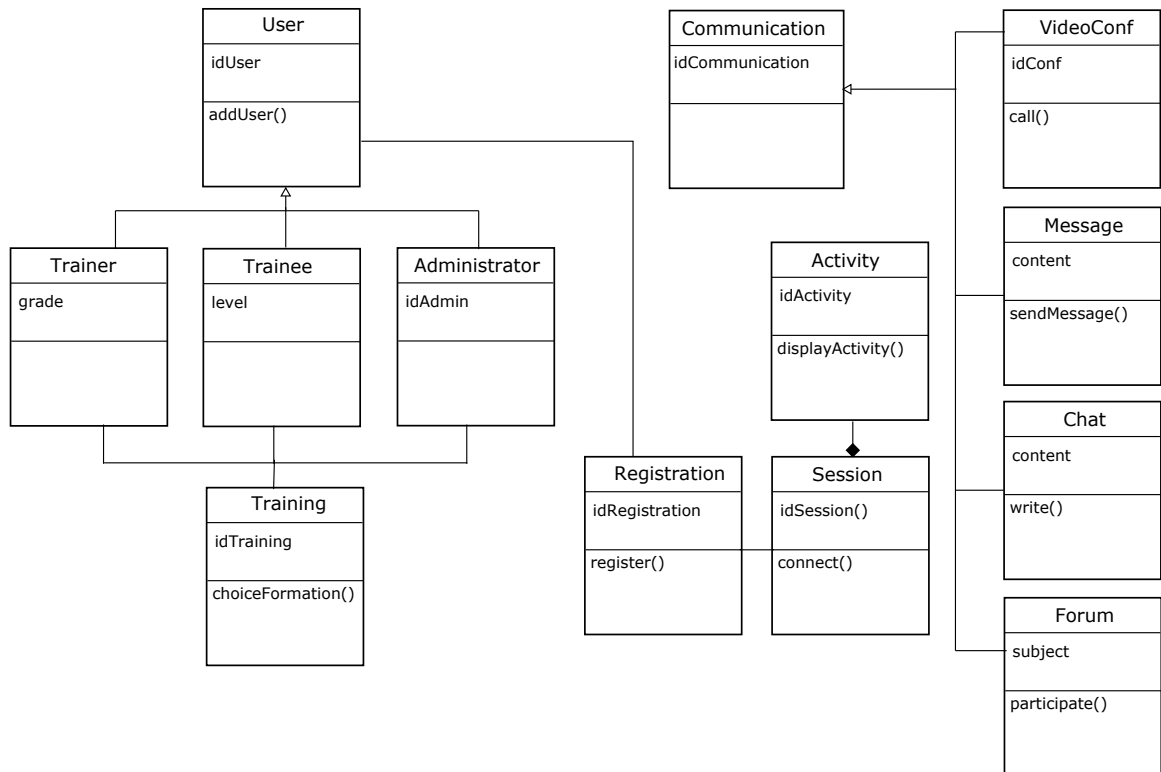 User
idUser
addUser()
Communication
idCommunication
VideoConf
idConf
call()
Trainer
grade
Trainee
level
Administrator
idAdmin
Activity
idActivity
displayActivity()
Message
content
sendMessage()
Training
idTraining
choiceFormation()
Registration
idRegistration
register()
Session
idSession()
connect()
Chat
content
write()
Forum
subject
participate()